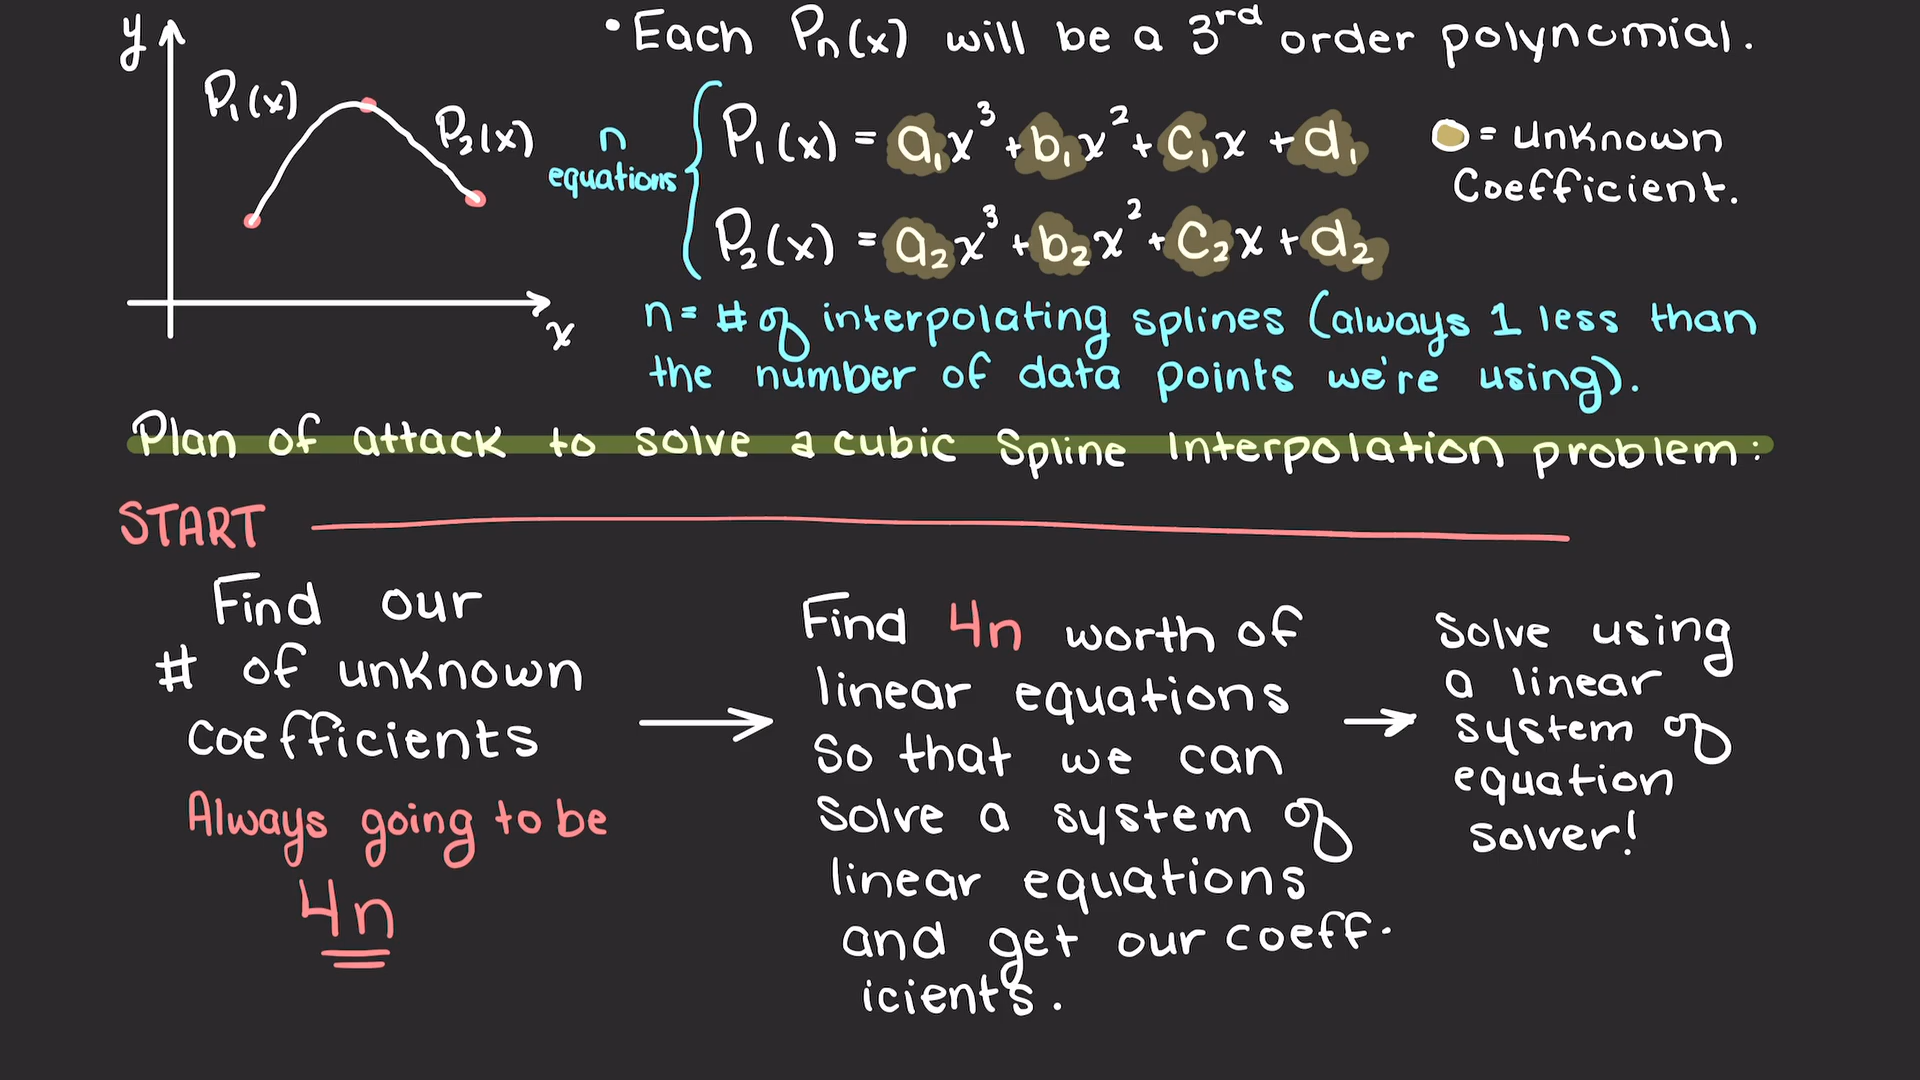 y
P₁(x)
P₂(x)
x
• Each Pₙ(x) will be a 3ʳᵈ order polynomial.
n
equations
P₁(x) = a₁x³ + b₁x² + c₁x + d₁
P₂(x) = a₂x³ + b₂x² + c₂x + d₂
= Unknown
Coefficient.
n = # of interpolating splines (always 1 less than
the number of data points we're using).
Plan of attack to solve a cubic Spline Interpolation problem:
START
Find our
# of unknown
coefficients
Always going to be
4n
→
Find 4n worth of
linear equations
so that we can
solve a system of
linear equations
and get our coeff-
icients.
→
Solve using
a linear
system of
equation
solver!